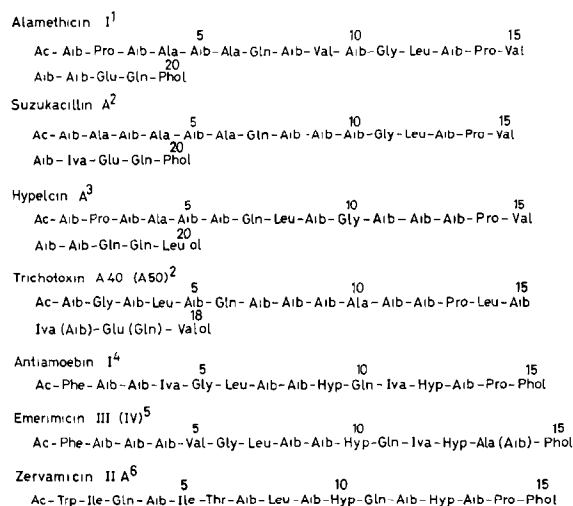 Alamethicin I1
5 10 15
Ac-Aib-Pro-Aib-Ala-Aib-Ala-Gln-Aib-Val-Aib-Gly-Leu-Aib-Pro-Val
20
Aib-Aib-Glu-Gln-Phol
Suzukacillin A2
5 10 15
Ac-Aib-Ala-Aib-Ala-Aib-Ala-Gln-Aib-Aib-Aib-Gly-Leu-Aib-Pro-Val
20
Aib-Iva-Glu-Gln-Phol
Hypelcin A3
5 10 15
Ac-Aib-Pro-Aib-Ala-Aib-Aib-Gln-Leu-Aib-Gly-Aib-Aib-Aib-Pro-Val
20
Aib-Aib-Gln-Gln-Leu ol
Trichotoxin A40 (A50)2
5 10 15
Ac-Aib-Gly-Aib-Leu-Aib-Gln-Aib-Aib-Aib-Ala-Aib-Aib-Pro-Leu-Aib
18
Iva (Aib)-Glu (Gln)-Valol
Antiamoebin I4
5 10 15
Ac-Phe-Aib-Aib-Iva-Gly-Leu-Aib-Aib-Hyp-Gln-Iva-Hyp-Aib-Pro-Phol
Emerimicin III (IV)5
5 10 15
Ac-Phe-Aib-Aib-Aib-Val-Gly-Leu-Aib-Aib-Hyp-Gln-Iva-Hyp-Ala (Aib)-Phol
Zervamicin II A6
5 10 15
Ac-Trp-Ile-Gln-Aib-Ile-Thr-Aib-Leu-Aib-Hyp-Gln-Aib-Hyp-Aib-Pro-Phol